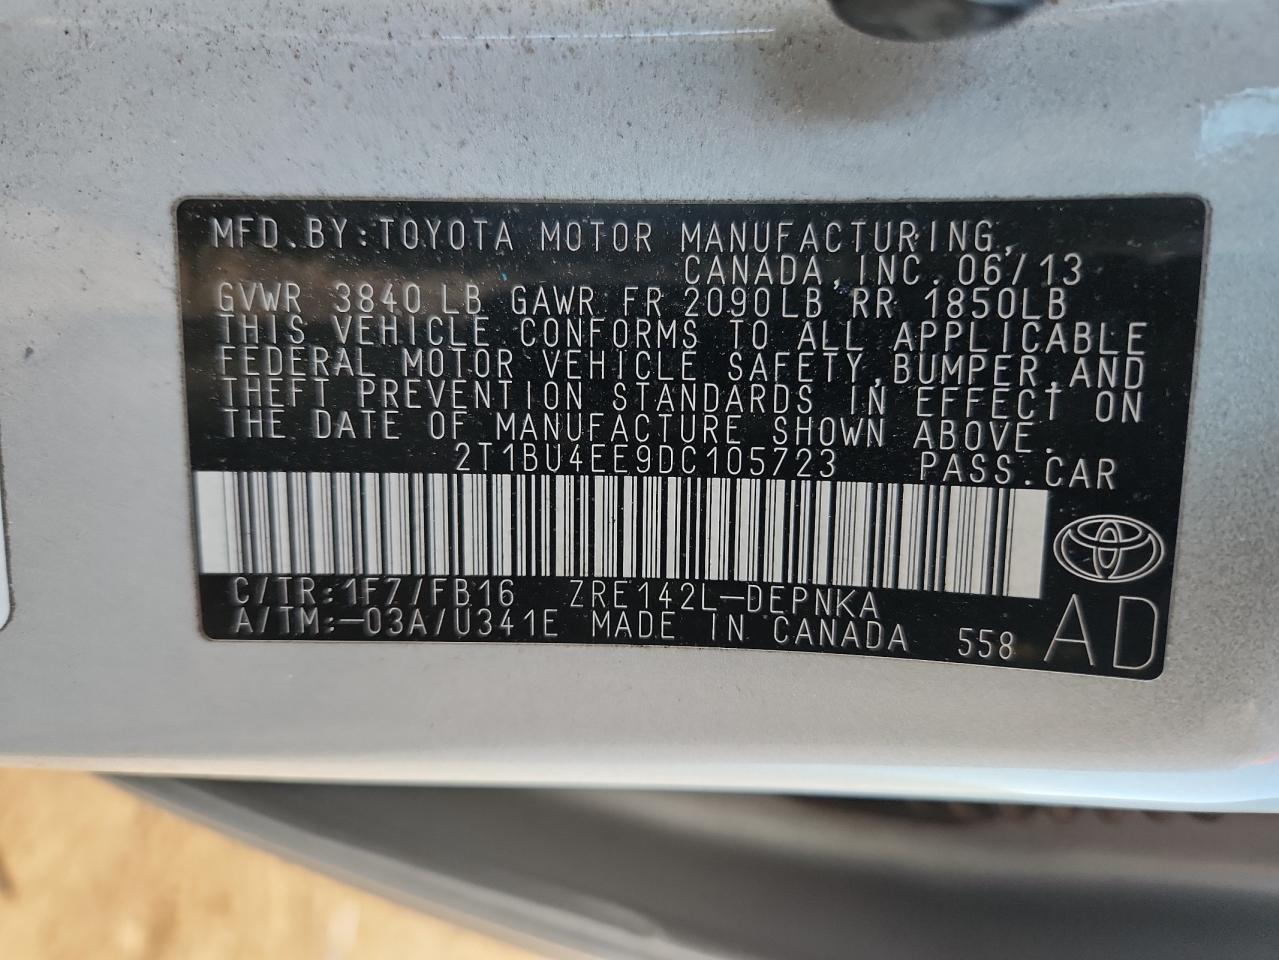 MFD.BY:TOYOTA MOTOR MANUFACTURING,
CANADA,INC.06/13
GVWR 3840LB GAWR FR 2090LB RR 1850LB
THIS VEHICLE CONFORMS TO ALL APPLICABLE
FEDERAL MOTOR VEHICLE SAFETY,BUMPER,AND
THEFT PREVENTION STANDARDS IN EFFECT ON
THE DATE OF MANUFACTURE SHOWN ABOVE.
2T1BU4EE9DC105723 PASS.CAR
C/TR:1F7/FB16 ZRE142L-DEPNKA
A/TM:-03A/U341E MADE IN CANADA 558 AD